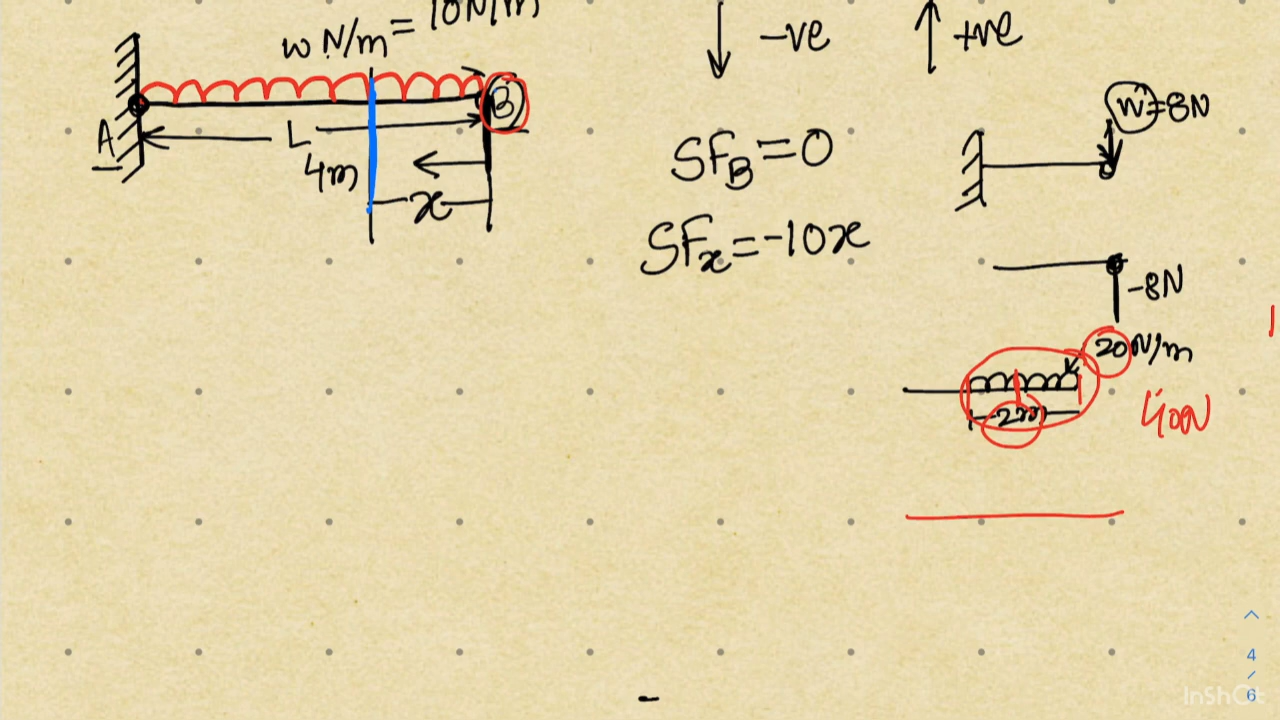 w N/m = 10N/m
A
B
L
4m
x
-ve
+ve
SF_B = 0
SF_x = -10x
W = 8N
-8N
20N/m
2m
40N
4
/
6
InShOt